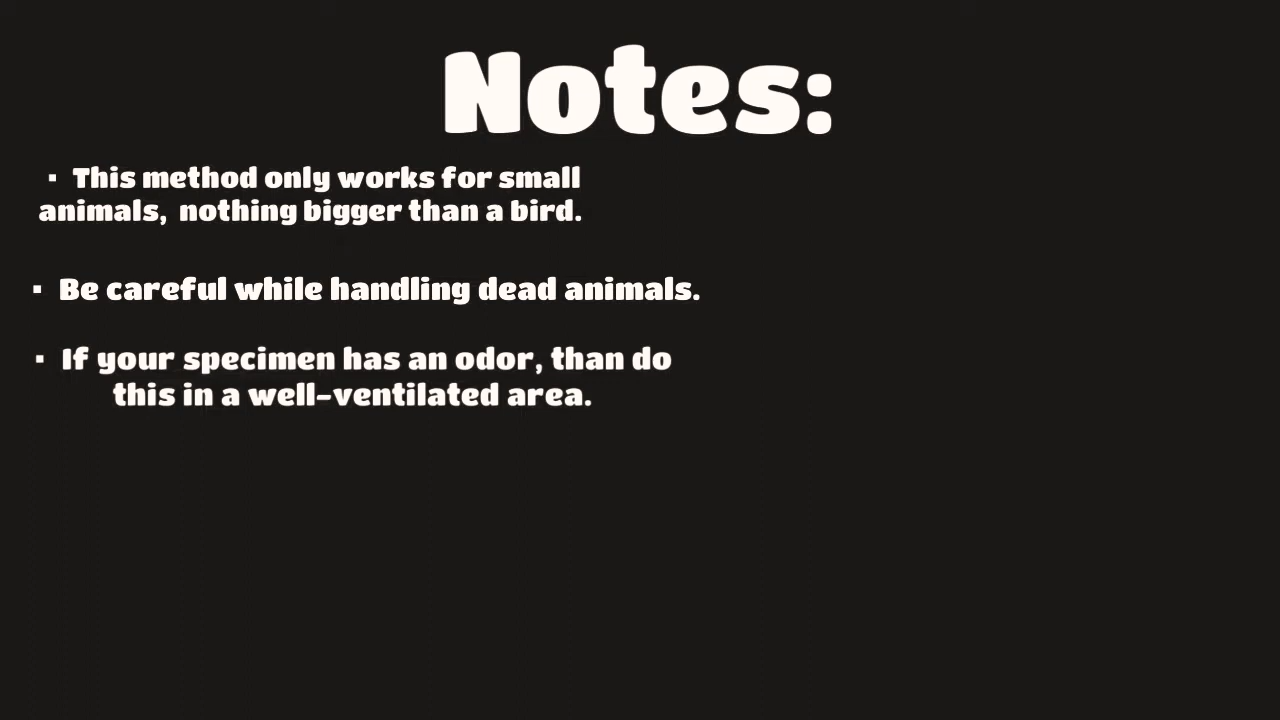 Notes:
▪ This method only works for small
animals, nothing bigger than a bird.
▪ Be careful while handling dead animals.
▪ If your specimen has an odor, than do
this in a well-ventilated area.